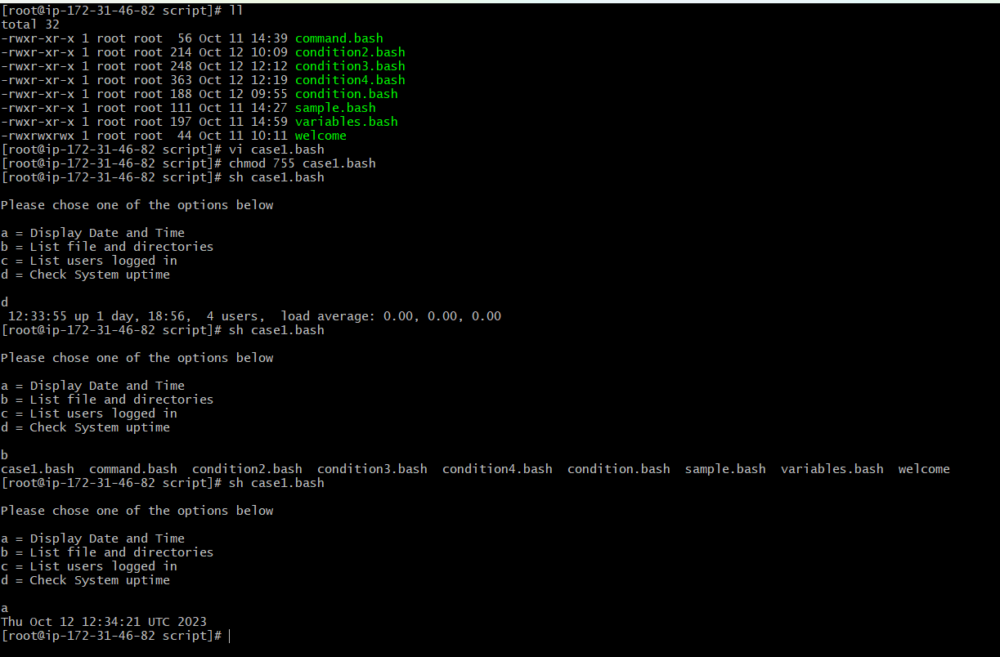 [root@ip-172-31-46-82 script]# ll
total 32
-rwxr-xr-x 1 root root  56 Oct 11 14:39 command.bash
-rwxr-xr-x 1 root root 214 Oct 12 10:09 condition2.bash
-rwxr-xr-x 1 root root 248 Oct 12 12:12 condition3.bash
-rwxr-xr-x 1 root root 363 Oct 12 12:19 condition4.bash
-rwxr-xr-x 1 root root 188 Oct 12 09:55 condition.bash
-rwxr-xr-x 1 root root 111 Oct 11 14:27 sample.bash
-rwxr-xr-x 1 root root 197 Oct 11 14:59 variables.bash
-rwxrwxrwx 1 root root  44 Oct 11 10:11 welcome
[root@ip-172-31-46-82 script]# vi case1.bash
[root@ip-172-31-46-82 script]# chmod 755 case1.bash
[root@ip-172-31-46-82 script]# sh case1.bash

Please chose one of the options below

a = Display Date and Time
b = List file and directories
c = List users logged in
d = Check System uptime

d
 12:33:55 up 1 day, 18:56,  4 users,  load average: 0.00, 0.00, 0.00
[root@ip-172-31-46-82 script]# sh case1.bash

Please chose one of the options below

a = Display Date and Time
b = List file and directories
c = List users logged in
d = Check System uptime

b
case1.bash  command.bash  condition2.bash  condition3.bash  condition4.bash  condition.bash  sample.bash  variables.bash  welcome
[root@ip-172-31-46-82 script]# sh case1.bash

Please chose one of the options below

a = Display Date and Time
b = List file and directories
c = List users logged in
d = Check System uptime

a
Thu Oct 12 12:34:21 UTC 2023
[root@ip-172-31-46-82 script]#